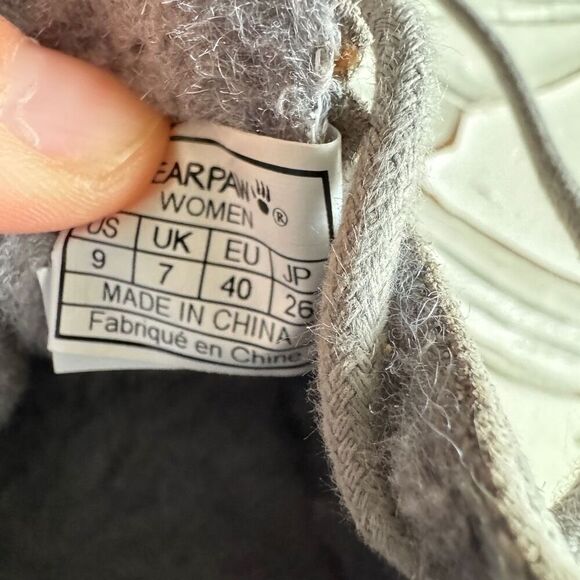 EARPAW®
WOMEN
US UK EU JP
9 7 40 26
MADE IN CHINA
Fabriqué en Chine